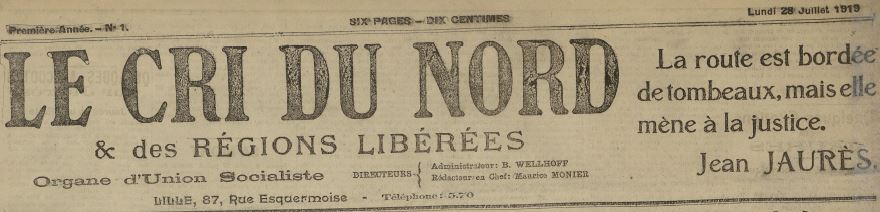 Première Année. - N° 1.
SIX PAGES - DIX CENTIMES
Lundi 28 Juillet 1919
LE CRI DU NORD
& des RÉGIONS LIBÉRÉES
Organe d'Union Socialiste
DIRECTEURS
Administrateur: B. WELLHOFF
Rédacteur en Chef: Maurice MONIER
LILLE, 87, Rue Esquermoise - Téléphone: 5.70
La route est bordée
de tombeaux, mais elle
mène à la justice.
Jean JAURÈS.